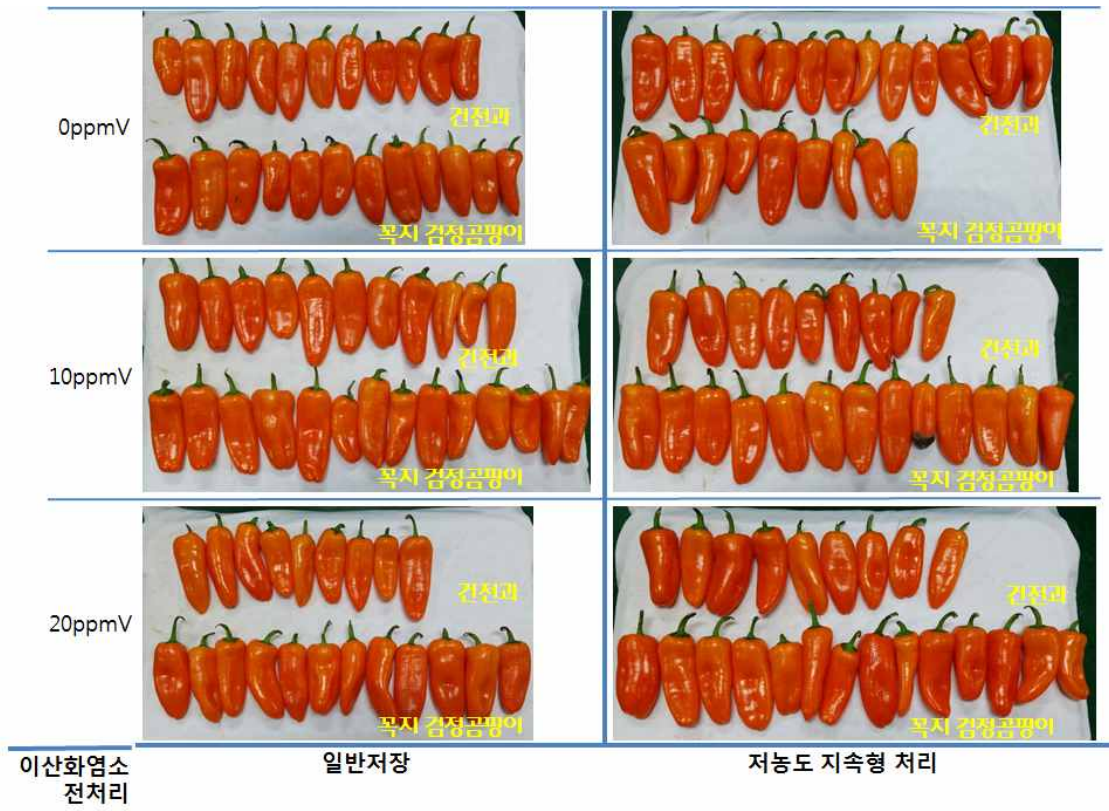 0ppmV
건전과
건전과
꼭지 검정곰팡이
꼭지 검정곰팡이
10ppmV
건전과
건전과
꼭지 검정곰팡이
꼭지 검정곰팡이
20ppmV
건전과
건전과
꼭지 검정곰팡이
꼭지 검정곰팡이
이산화염소
전처리
일반저장
저농도 지속형 처리